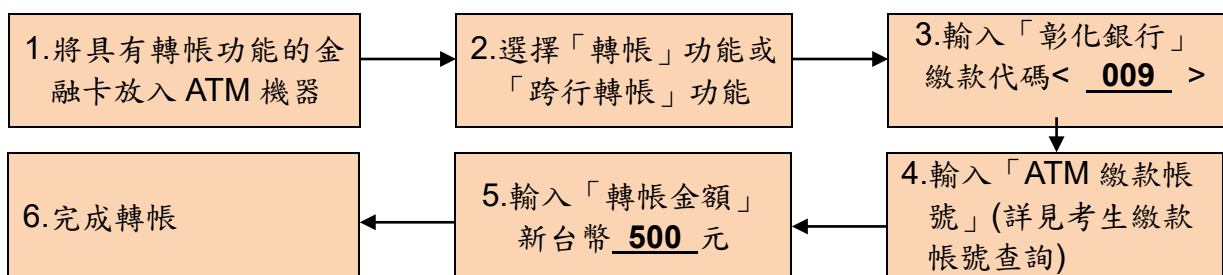 1.將具有轉帳功能的金
融卡放入 ATM 機器
2.選擇「轉帳」功能或
「跨行轉帳」功能
3.輸入「彰化銀行」
繳款代碼< 009 >
4.輸入「ATM 繳款帳
號」(詳見考生繳款
帳號查詢)
5.輸入「轉帳金額」
新台幣 500 元
6.完成轉帳